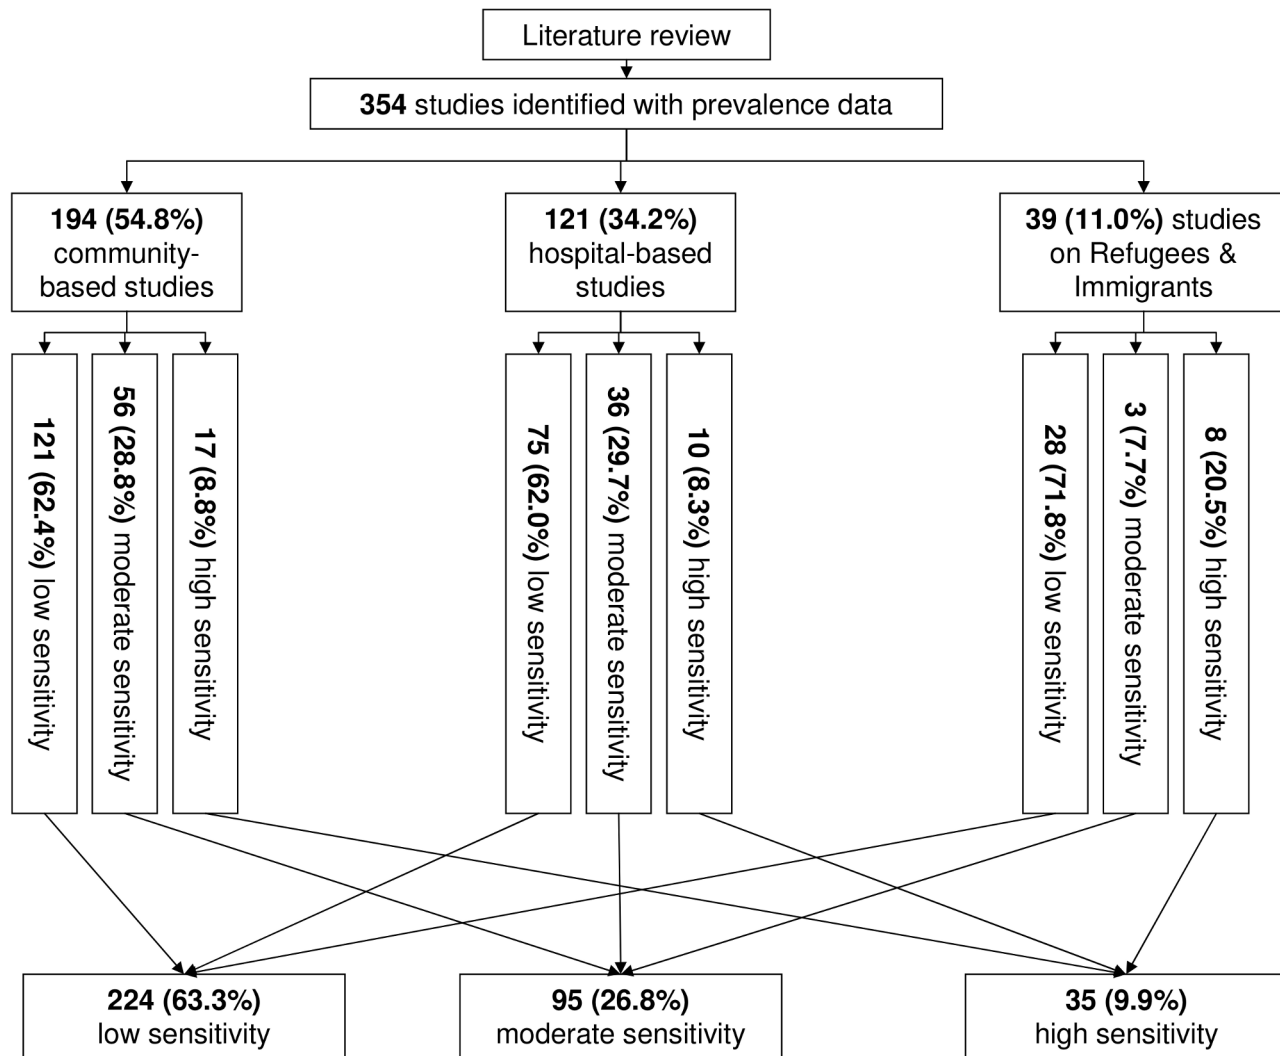 Literature review
354 studies identified with prevalence data
194 (54.8%)
community-
based studies
121 (34.2%)
hospital-based
studies
39 (11.0%) studies
on Refugees &
Immigrants
121 (62.4%) low sensitivity
56 (28.8%) moderate sensitivity
17 (8.8%) high sensitivity
75 (62.0%) low sensitivity
36 (29.7%) moderate sensitivity
10 (8.3%) high sensitivity
28 (71.8%) low sensitivity
3 (7.7%) moderate sensitivity
8 (20.5%) high sensitivity
224 (63.3%)
low sensitivity
95 (26.8%)
moderate sensitivity
35 (9.9%)
high sensitivity